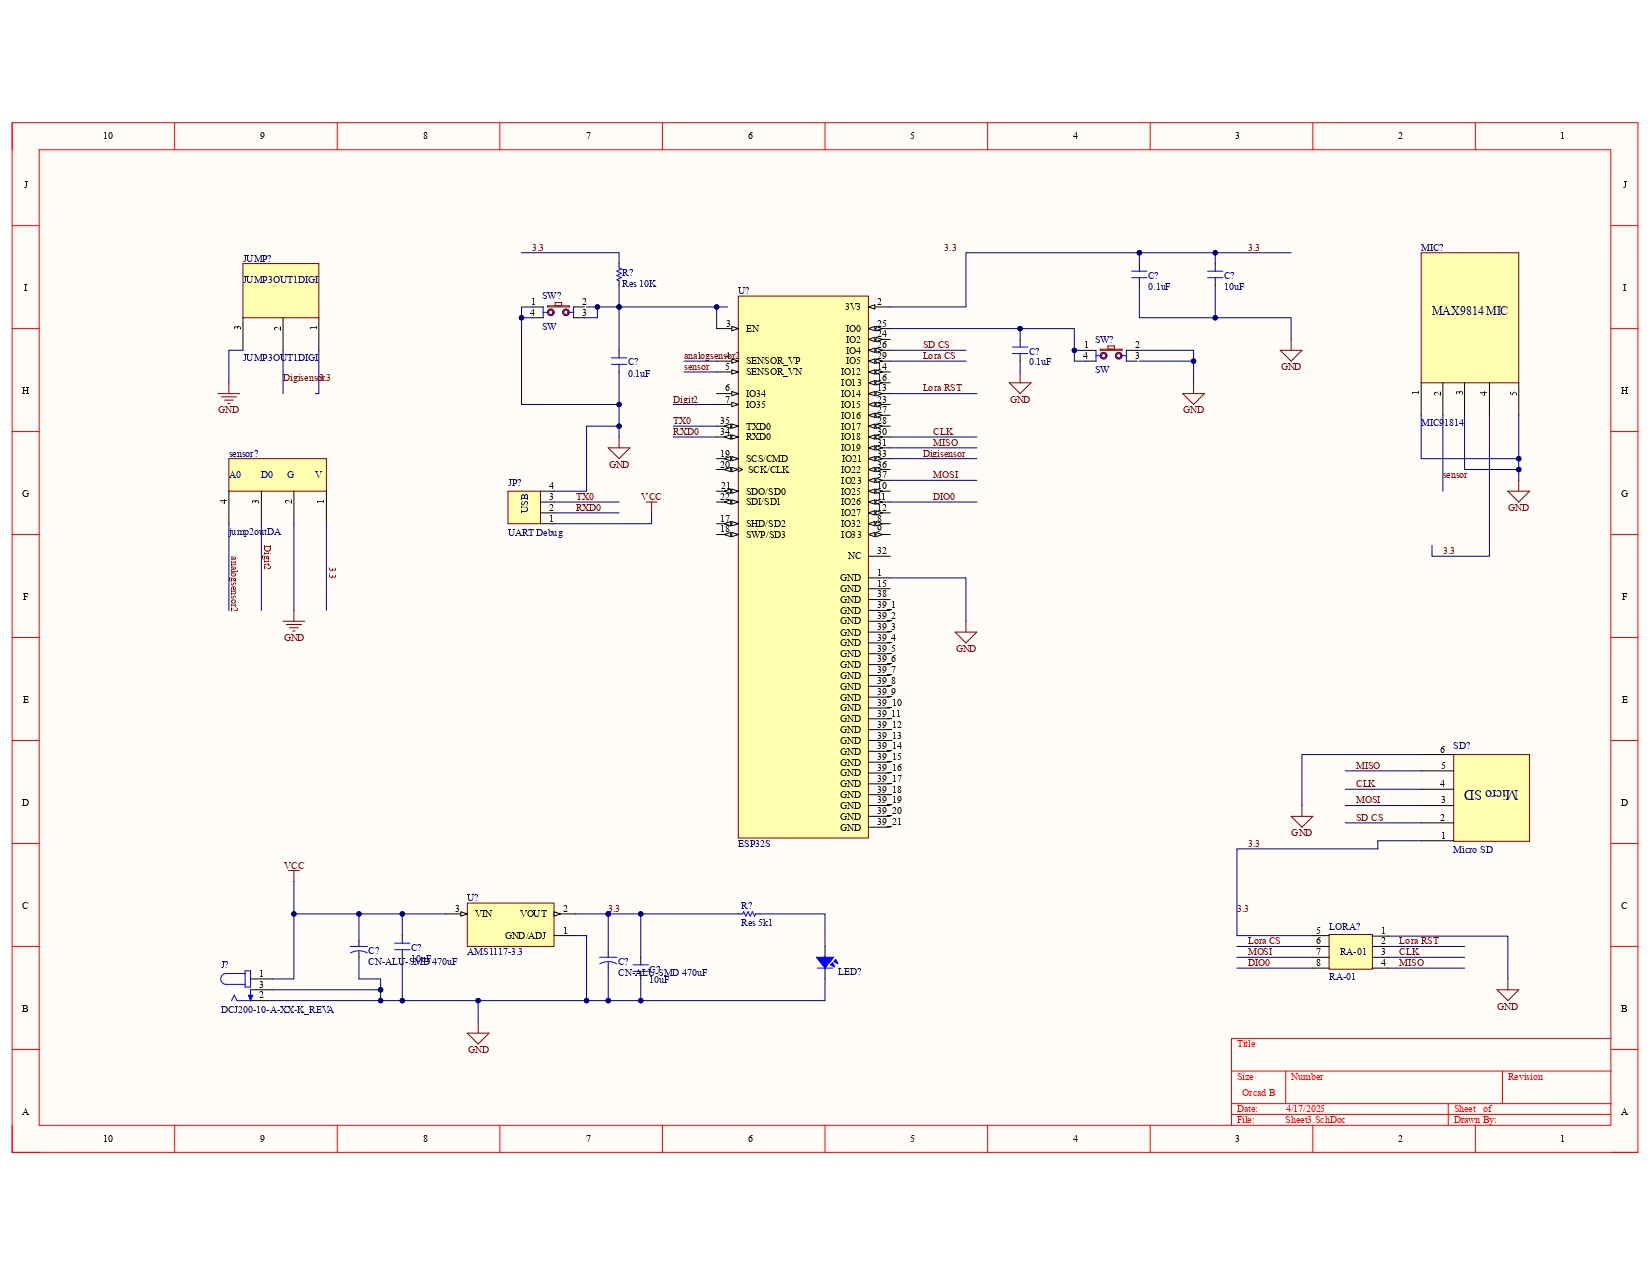 10 9 8 7 6 5 4 3 2 1
J J
I I
H H
G G
F F
E E
D D
C C
B B
A A
JUMP?
JUMP3OUT1DIGI
3 2 1
JUMP3OUT1DIGI
Digisensor
3.3
GND
sensor?
A0 D0 G V
4 3 2 1
jump2outDA
analogsensor2
Digit2
3.3
GND
3.3
R?
Res 10K
SW?
1 2
4 3
SW
C?
0.1uF
GND
JP?
USB
4
3 TX0
2 RXD0
1
VCC
UART Debug
U?
3 EN
analogsensor2
4 SENSOR_VP
sensor 5 SENSOR_VN
6 IO34
Digit2 7 IO35
TX0 35 TXD0
RXD0 34 RXD0
19 SCS/CMD
20 SCK/CLK
21 SDO/SD0
22 SDI/SD1
17 SHD/SD2
18 SWP/SD3
3V3 2
IO0 25
IO2 24
IO4 26 SD CS
IO5 29 Lora CS
IO12 14
IO13 16
IO14 13 Lora RST
IO15 23
IO16 27
IO17 28
IO18 30 CLK
IO19 31 MISO
IO21 33 Digisensor
IO22 36
IO23 37 MOSI
IO25 10
IO26 11 DIO0
IO27 12
IO32 8
IO33 9
NC 32
GND 1
GND 15
GND 38
GND 39_1
GND 39_2
GND 39_3
GND 39_4
GND 39_5
GND 39_6
GND 39_7
GND 39_8
GND 39_9
GND 39_10
GND 39_11
GND 39_12
GND 39_13
GND 39_14
GND 39_15
GND 39_16
GND 39_17
GND 39_18
GND 39_19
GND 39_20
GND 39_21
ESP32S
GND
3.3 3.3
C?
0.1uF
C?
10uF
GND
C?
0.1uF
GND
SW?
1 2
4 3
SW
GND
MIC?
MAX9814 MIC
1 2 3 4 5
MIC91814
sensor
GND
3.3
SD?
6
MISO 5
CLK 4
MOSI 3
SD CS 2
1
Micro SD
Micro SD
GND
3.3
3.3
LORA?
5 1
Lora CS 6 2 Lora RST
MOSI 7 RA-01 3 CLK
DIO0 8 4 MISO
RA-01
GND
VCC
U?
3 VIN VOUT 2
GND/ADJ 1
AMS1117-3.3
3.3
R?
Res 5k1
C?
CN-ALU-SMD 470uF
C?
10uF
C?
CN-ALU-SMD 470uF
C?
10uF
LED?
J?
1
3
2
DCJ200-10-A-XX-K_REVA
GND
Title
Size Number Revision
Orcad B
Date: 4/17/2025 Sheet of
File: Sheet3.SchDoc Drawn By:
10 9 8 7 6 5 4 3 2 1